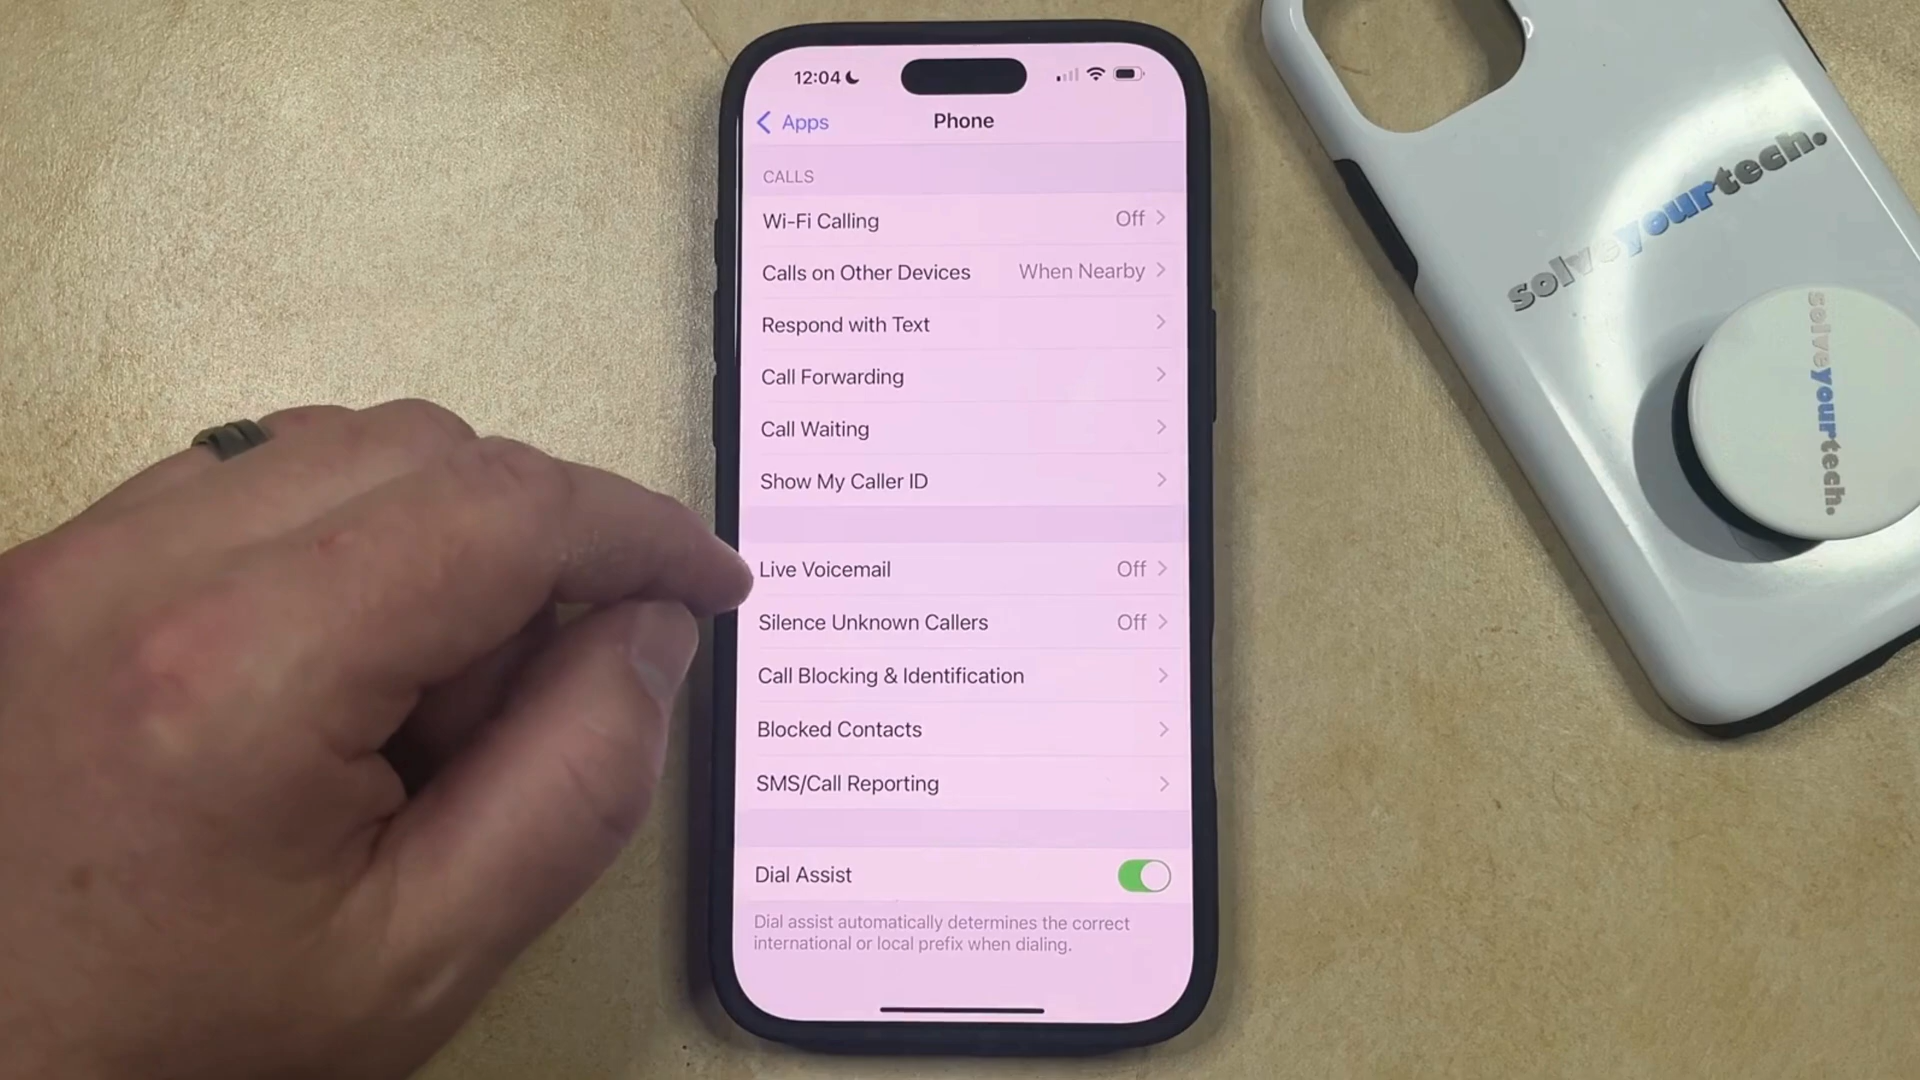 12:04
Apps
Phone
CALLS
Wi-Fi Calling Off
Calls on Other Devices When Nearby
Respond with Text
Call Forwarding
Call Waiting
Show My Caller ID
Live Voicemail Off
Silence Unknown Callers Off
Call Blocking & Identification
Blocked Contacts
SMS/Call Reporting
Dial Assist
Dial assist automatically determines the correct
international or local prefix when dialing.
solveyourtech.
solveyourtech.